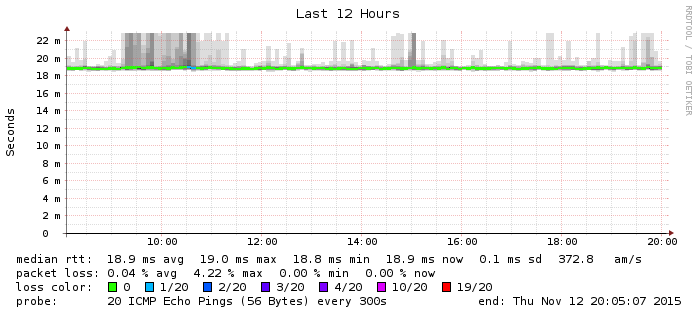 Last 12 Hours
RRDTOOL / TOBI OETIKER
Seconds
22 m
20 m
18 m
16 m
14 m
12 m
10 m
8 m
6 m
4 m
2 m
0
10:00 12:00 14:00 16:00 18:00 20:00
median rtt: 18.9 ms avg 19.0 ms max 18.8 ms min 18.9 ms now 0.1 ms sd 372.8 am/s
packet loss: 0.04 % avg 4.22 % max 0.00 % min 0.00 % now
loss color: 0 1/20 2/20 3/20 4/20 10/20 19/20
probe: 20 ICMP Echo Pings (56 Bytes) every 300s end: Thu Nov 12 20:05:07 2015